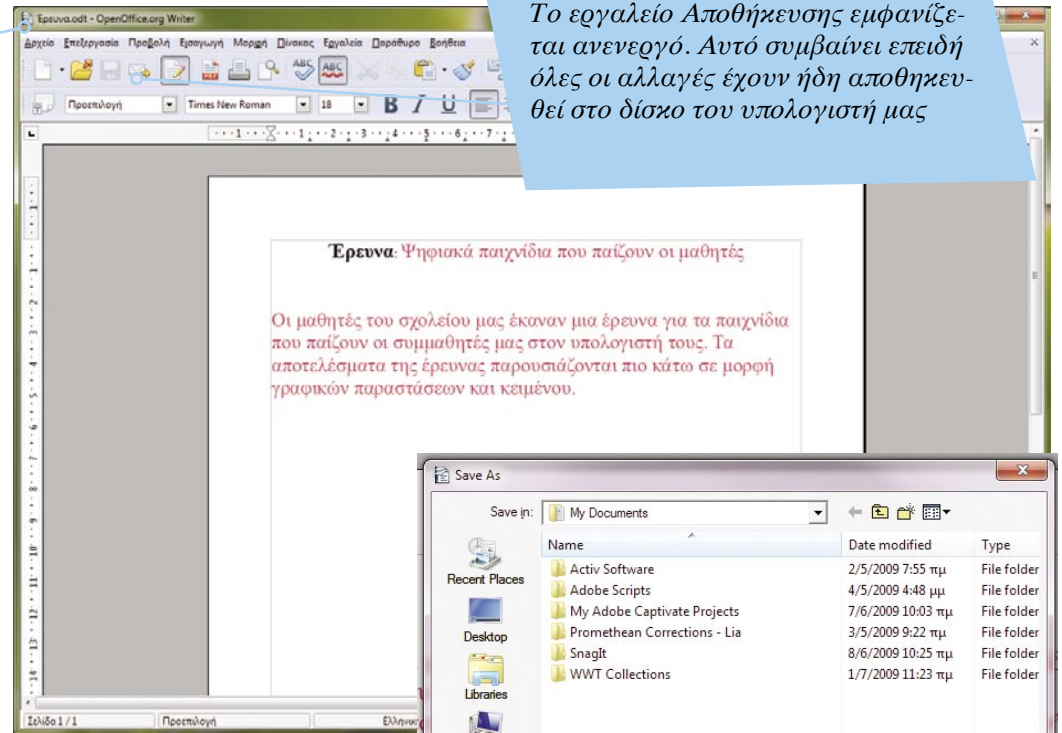 Έρευνα.odt - OpenOffice.org Writer
Αρχείο Επεξεργασία Προβολή Εισαγωγή Μορφή Πίνακας Εργαλεία Παράθυρο Βοήθεια
Προεπιλογή Times New Roman 18 B I U
Το εργαλείο Αποθήκευσης εμφανίζε-
ται ανενεργό. Αυτό συμβαίνει επειδή
όλες οι αλλαγές έχουν ήδη αποθηκευ-
θεί στο δίσκο του υπολογιστή μας
Έρευνα: Ψηφιακά παιχνίδια που παίζουν οι μαθητές
Οι μαθητές του σχολείου μας έκαναν μια έρευνα για τα παιχνίδια
που παίζουν οι συμμαθητές μας στον υπολογιστή τους. Τα
αποτελέσματα της έρευνας παρουσιάζονται πιο κάτω σε μορφή
γραφικών παραστάσεων και κειμένου.
Σελίδα 1 / 1 Προεπιλογή
Save As
Save in: My Documents
Name Date modified Type
Activ Software 2/5/2009 7:55 πμ File folder
Adobe Scripts 4/5/2009 4:48 μμ File folder
My Adobe Captivate Projects 7/6/2009 10:03 πμ File folder
Promethean Corrections - Lia 3/5/2009 9:22 πμ File folder
SnagIt 8/6/2009 10:25 πμ File folder
WWT Collections 1/7/2009 11:23 πμ File folder
Recent Places
Desktop
Libraries